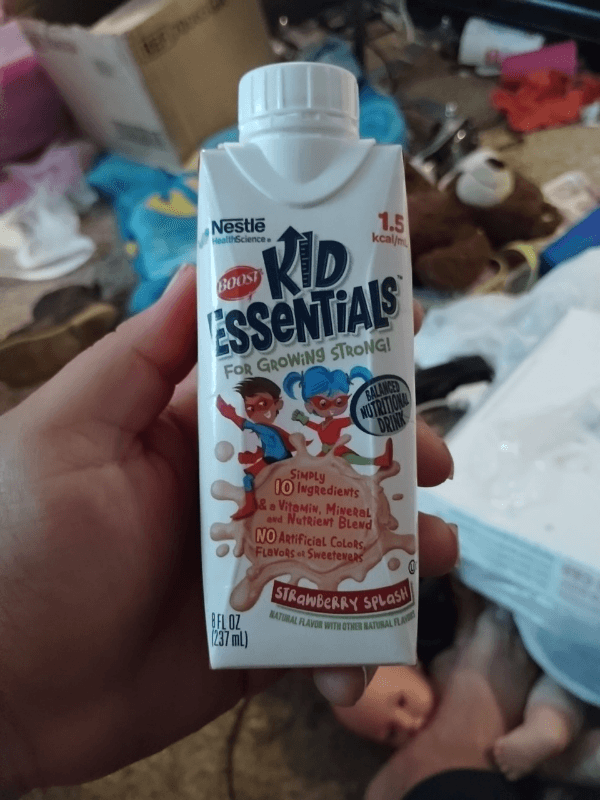 Nestlē
HealthScience
1.5
kcal/mL
BOOST
KiD
ESSeNTiALS™
FOR GROWiNg STRONG!
BALANCED
NUTRITIONAL
DRINK
SiMPLY
10 Ingredients
& a Vitamin, Mineral
and Nutrient Blend
NO Artificial Colors,
Flavors or Sweeteners
STRawBeRRY SPLaSH
NATURAL FLAVOR WITH OTHER NATURAL FLAVORS
8 FL OZ
(237 mL)